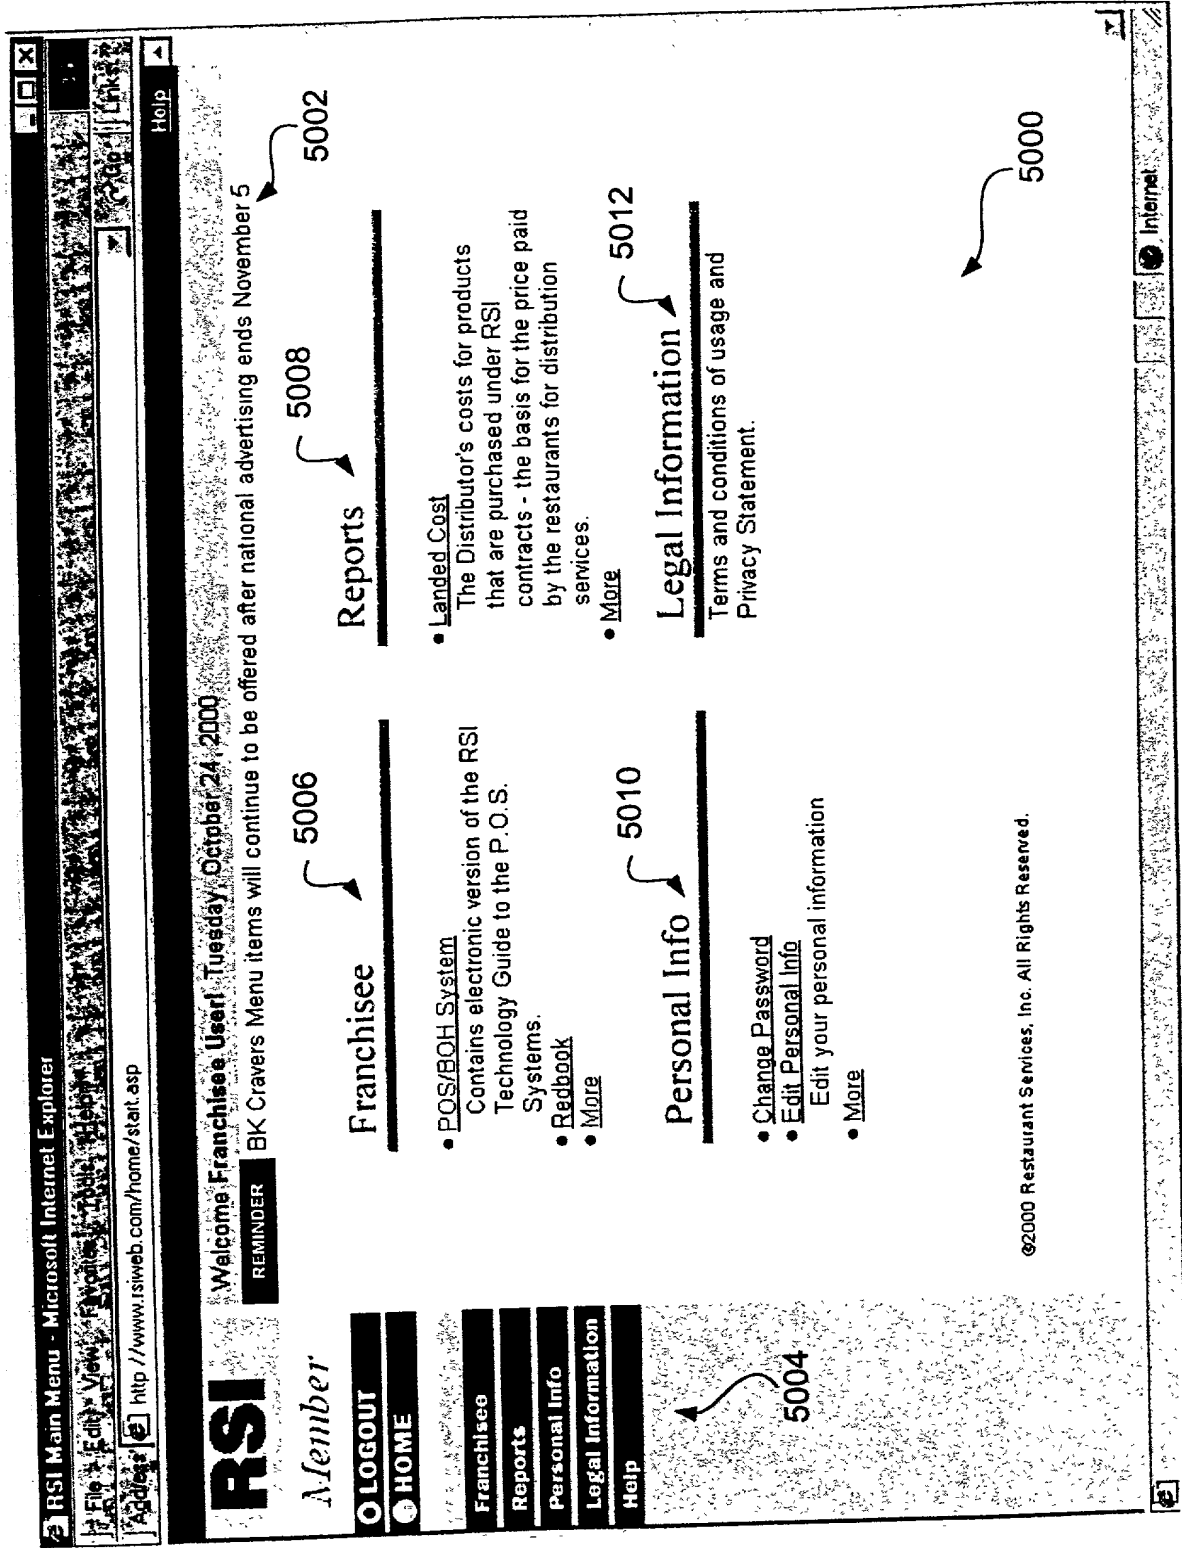 RSI Main Menu - Microsoft Internet Explorer
File Edit View Favorites Tools Help
Address http://www.rsiweb.com/home/start.asp Go Links
Help
RSI
Welcome Franchisee User! Tuesday, October 24, 2000
REMINDER BK Cravers Menu items will continue to be offered after national advertising ends November 5
5002
Member
LOGOUT
HOME
Franchisee
Reports
Personal Info
Legal Information
Help
5004
5006
Franchisee
• POS/BOH System
Contains electronic version of the RSI
Technology Guide to the P.O.S.
Systems.
• Redbook
• More
5008
Reports
• Landed Cost
The Distributor's costs for products
that are purchased under RSI
contracts - the basis for the price paid
by the restaurants for distribution
services.
• More
5010
Personal Info
• Change Password
• Edit Personal Info
Edit your personal information
• More
5012
Legal Information
Terms and conditions of usage and
Privacy Statement.
©2000 Restaurant Services, Inc. All Rights Reserved.
5000
Internet